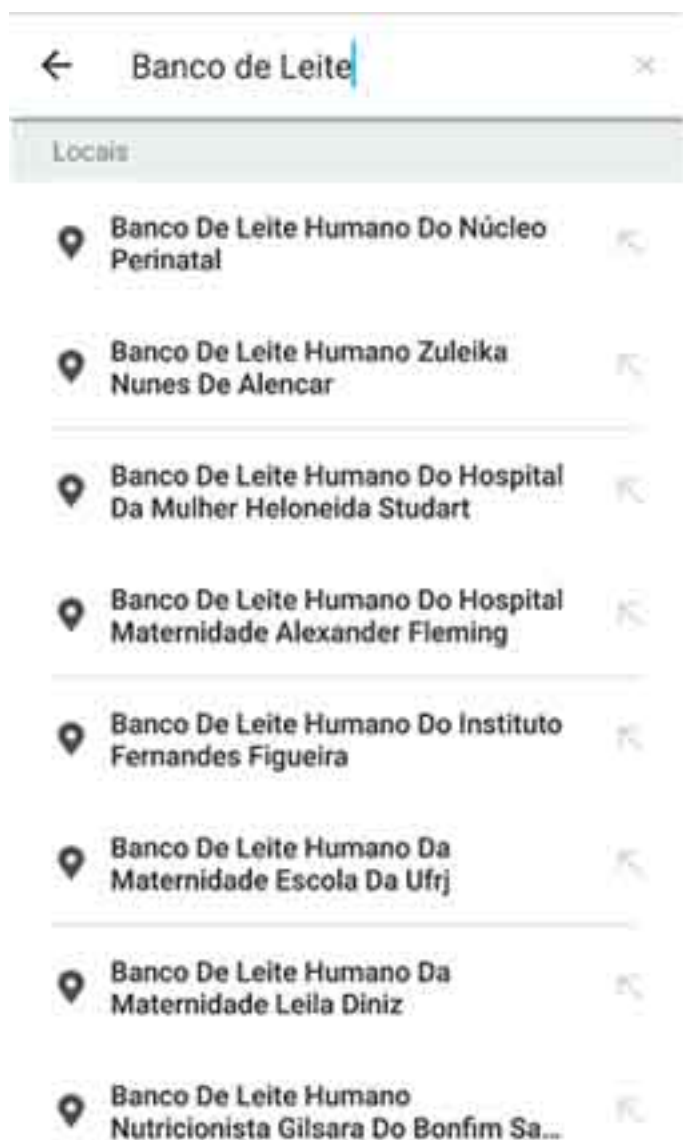 Banco de Leite
Locais
Banco De Leite Humano Do Núcleo
Perinatal
Banco De Leite Humano Zuleika
Nunes De Alencar
Banco De Leite Humano Do Hospital
Da Mulher Heloneida Studart
Banco De Leite Humano Do Hospital
Maternidade Alexander Fleming
Banco De Leite Humano Do Instituto
Fernandes Figueira
Banco De Leite Humano Da
Maternidade Escola Da Ufrj
Banco De Leite Humano Da
Maternidade Leila Diniz
Banco De Leite Humano
Nutricionista Gilsara Do Bonfim Sa...